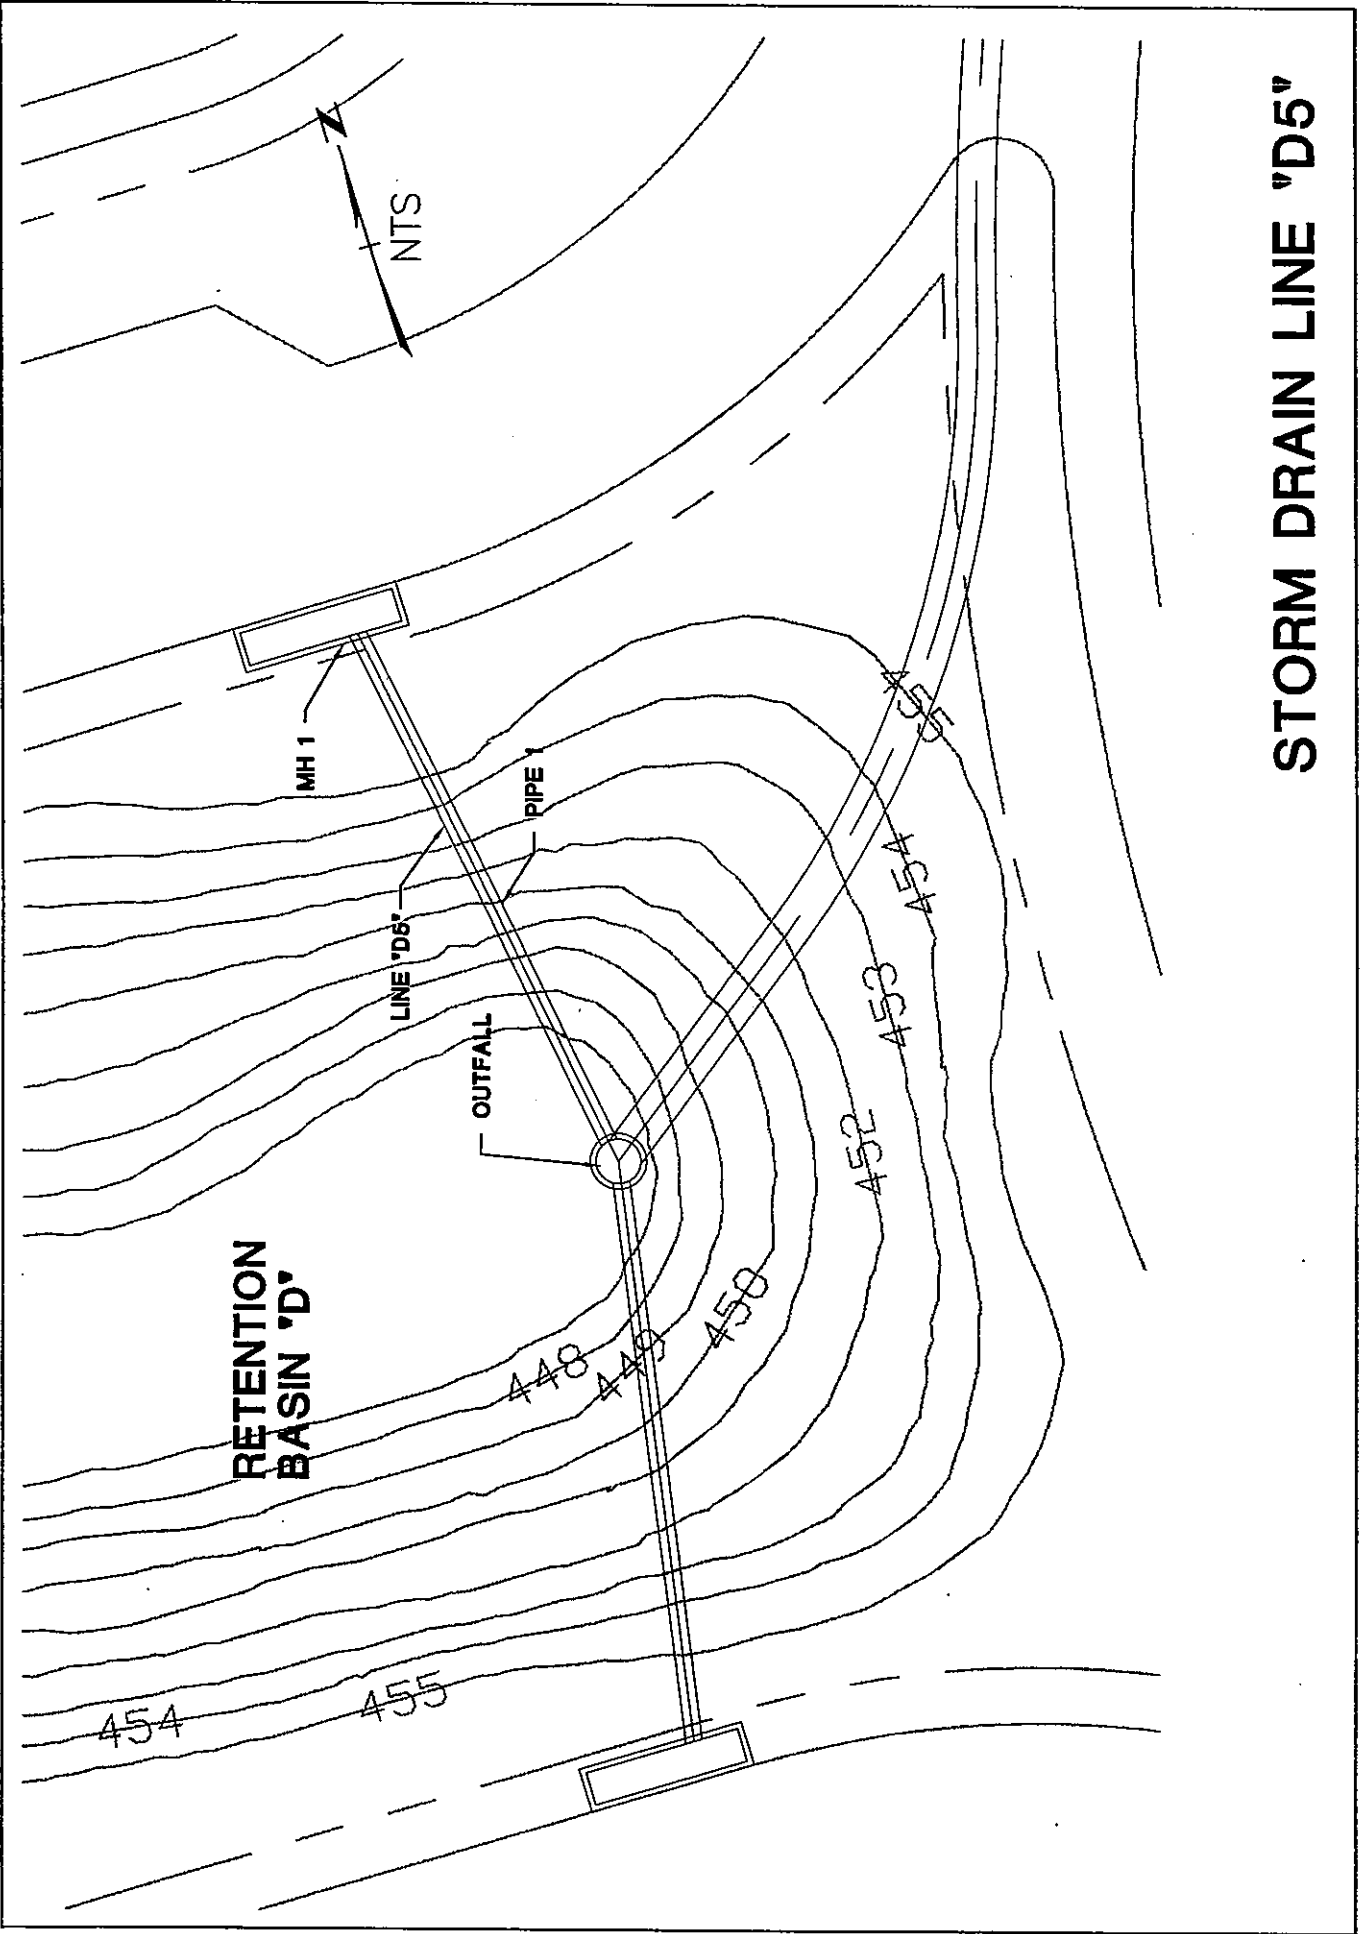 N
NTS
MH 1
PIPE 1
LINE "D5"
OUTFALL
RETENTION
BASIN "D"
455
454
453
452
450
449
448
455
454
STORM DRAIN LINE "D5"